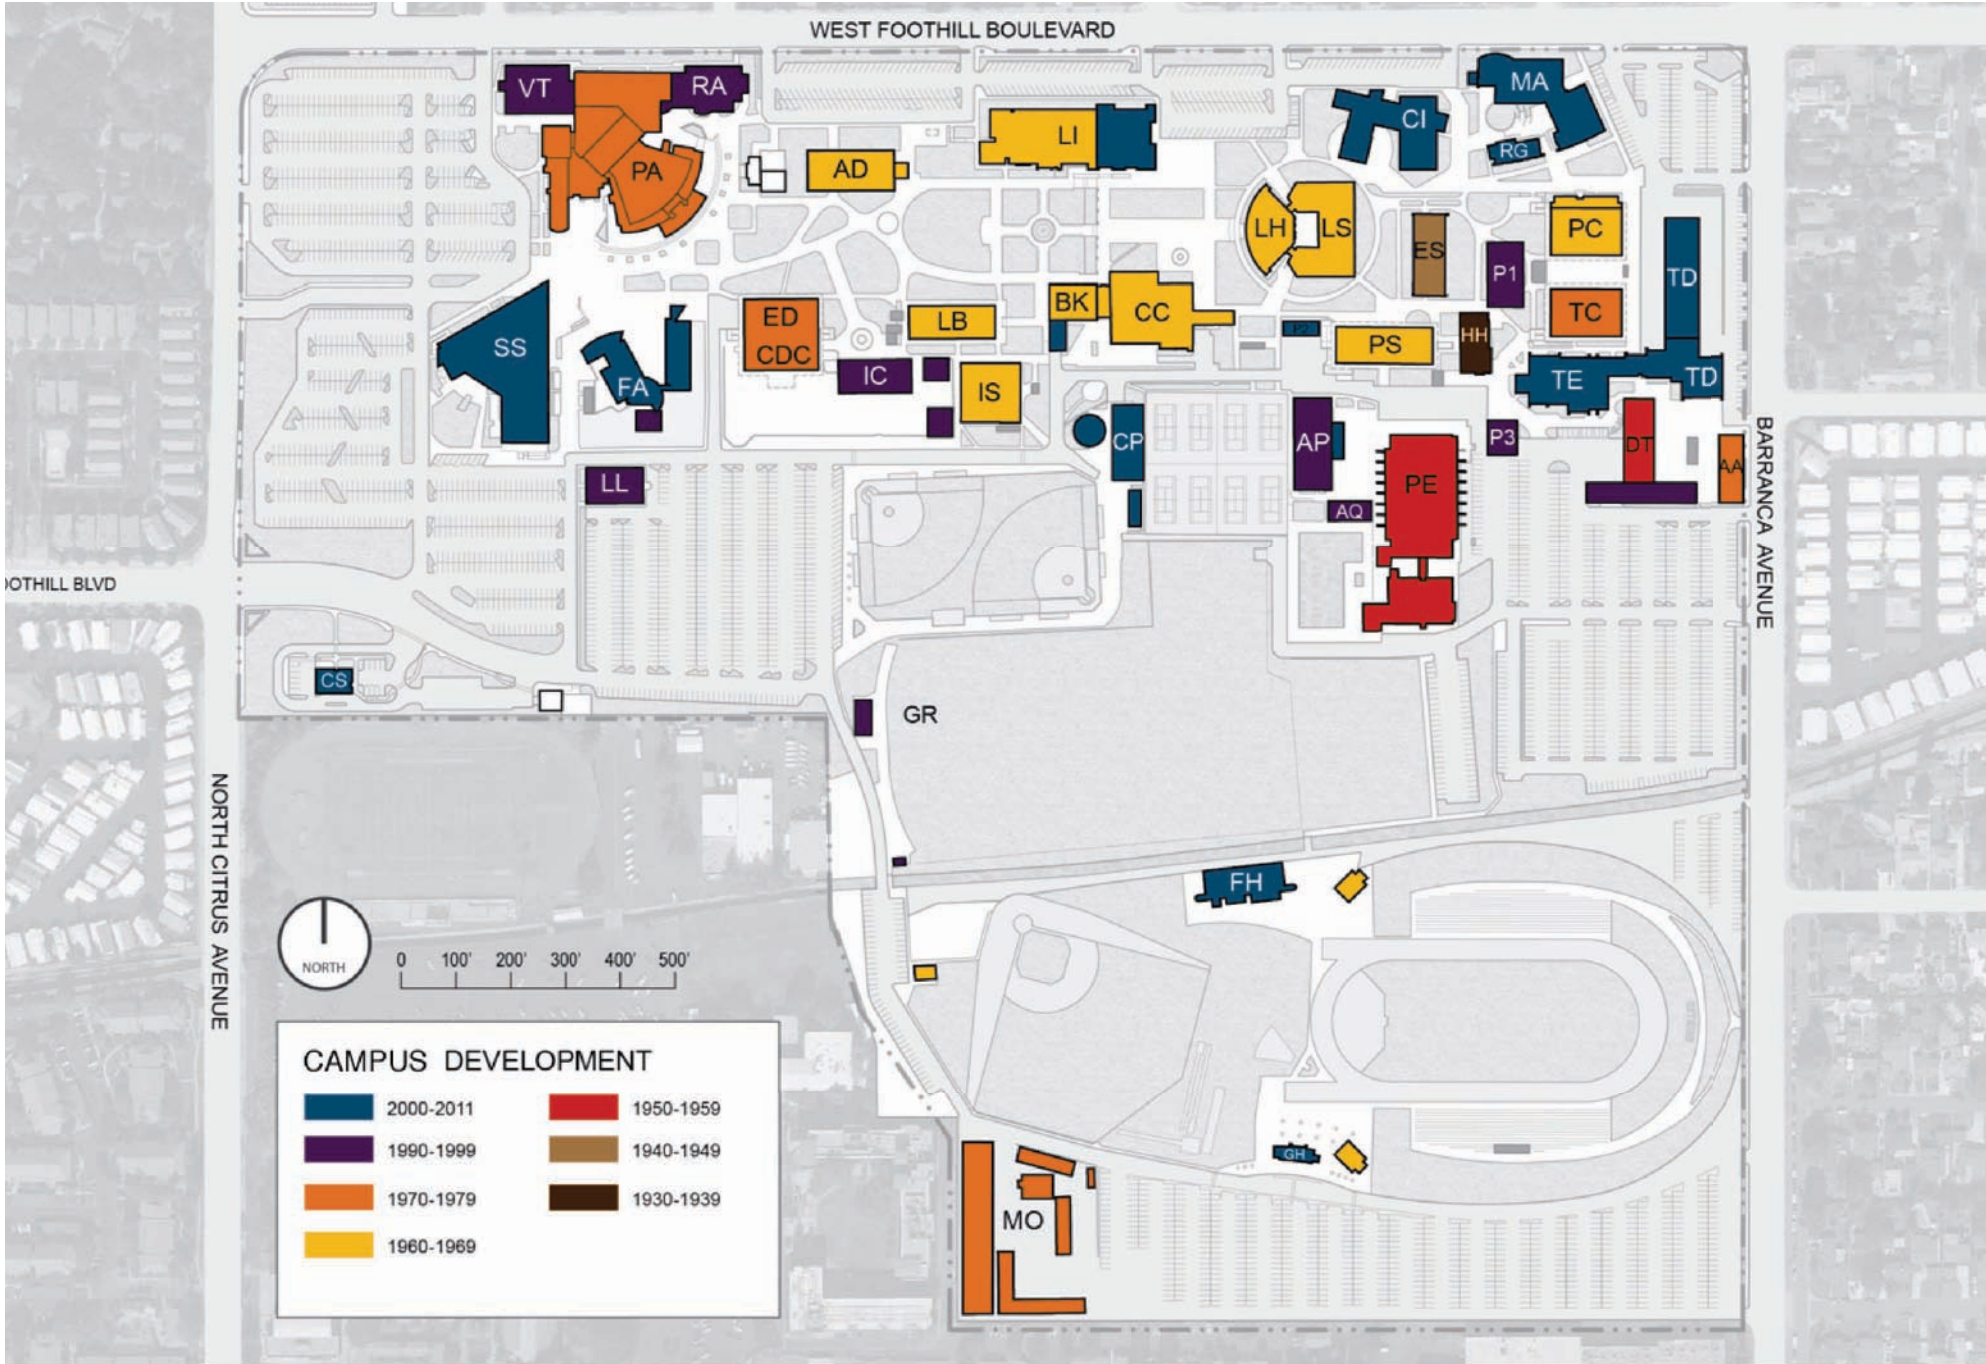 WEST FOOTHILL BOULEVARD
VT
RA
MA
CI
LI
RG
PA
AD
LH
LS
ES
PC
P1
TD
BK
CC
ED
CDC
LB
TC
SS
P2
PS
HH
FA
IC
IS
TE
TD
CP
AP
P3
DT
AA
LL
PE
AQ
BARRANCA AVENUE
OOTHILL BLVD
CS
GR
NORTH CITRUS AVENUE
FH
NORTH
0 100' 200' 300' 400' 500'
CAMPUS DEVELOPMENT
2000-2011
1990-1999
1970-1979
1960-1969
1950-1959
1940-1949
1930-1939
GH
MO